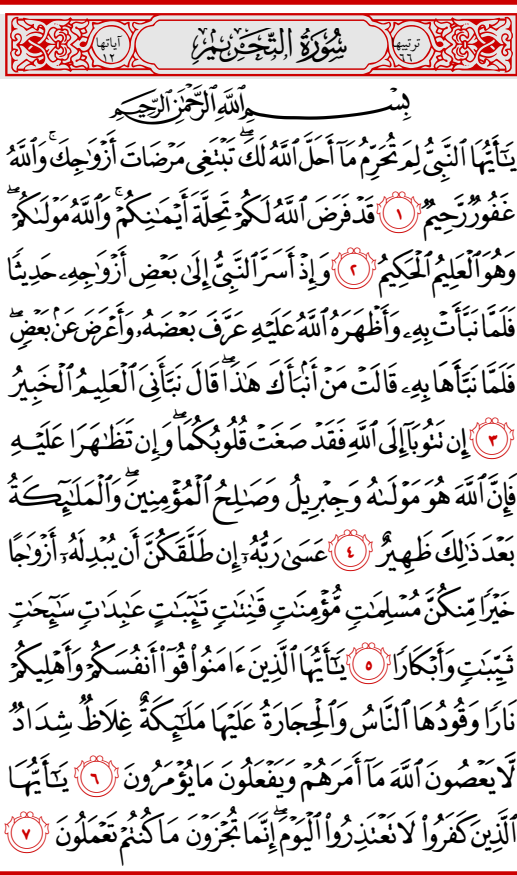 ترتيبها ٦٦ سُورَةُ التَّحْرِيمِ آياتها ١٢
بِسْمِ ٱللَّهِ ٱلرَّحْمَٰنِ ٱلرَّحِيمِ
يَٰٓأَيُّهَا ٱلنَّبِىُّ لِمَ تُحَرِّمُ مَآ أَحَلَّ ٱللَّهُ لَكَۖ تَبْتَغِى مَرْضَاتَ أَزْوَٰجِكَۚ وَٱللَّهُ
غَفُورٌ رَّحِيمٌ ١ قَدْ فَرَضَ ٱللَّهُ لَكُمْ تَحِلَّةَ أَيْمَٰنِكُمْۚ وَٱللَّهُ مَوْلَىٰكُمْۖ
وَهُوَ ٱلْعَلِيمُ ٱلْحَكِيمُ ٢ وَإِذْ أَسَرَّ ٱلنَّبِىُّ إِلَىٰ بَعْضِ أَزْوَٰجِهِۦ حَدِيثًا
فَلَمَّا نَبَّأَتْ بِهِۦ وَأَظْهَرَهُ ٱللَّهُ عَلَيْهِ عَرَّفَ بَعْضَهُۥ وَأَعْرَضَ عَنۢ بَعْضٍۖ
فَلَمَّا نَبَّأَهَا بِهِۦ قَالَتْ مَنْ أَنۢبَأَكَ هَٰذَاۖ قَالَ نَبَّأَنِىَ ٱلْعَلِيمُ ٱلْخَبِيرُ
٣ إِن تَتُوبَآ إِلَى ٱللَّهِ فَقَدْ صَغَتْ قُلُوبُكُمَاۖ وَإِن تَظَٰهَرَا عَلَيْهِ
فَإِنَّ ٱللَّهَ هُوَ مَوْلَىٰهُ وَجِبْرِيلُ وَصَٰلِحُ ٱلْمُؤْمِنِينَۖ وَٱلْمَلَٰٓئِكَةُ
بَعْدَ ذَٰلِكَ ظَهِيرٌ ٤ عَسَىٰ رَبُّهُۥٓ إِن طَلَّقَكُنَّ أَن يُبْدِلَهُۥٓ أَزْوَٰجًا
خَيْرًا مِّنكُنَّ مُسْلِمَٰتٍ مُّؤْمِنَٰتٍ قَٰنِتَٰتٍ تَٰٓئِبَٰتٍ عَٰبِدَٰتٍ سَٰٓئِحَٰتٍ
ثَيِّبَٰتٍ وَأَبْكَارًا ٥ يَٰٓأَيُّهَا ٱلَّذِينَ ءَامَنُوا۟ قُوٓا۟ أَنفُسَكُمْ وَأَهْلِيكُمْ
نَارًا وَقُودُهَا ٱلنَّاسُ وَٱلْحِجَارَةُ عَلَيْهَا مَلَٰٓئِكَةٌ غِلَاظٌ شِدَادٌ
لَّا يَعْصُونَ ٱللَّهَ مَآ أَمَرَهُمْ وَيَفْعَلُونَ مَا يُؤْمَرُونَ ٦ يَٰٓأَيُّهَا
ٱلَّذِينَ كَفَرُوا۟ لَا تَعْتَذِرُوا۟ ٱلْيَوْمَۖ إِنَّمَا تُجْزَوْنَ مَا كُنتُمْ تَعْمَلُونَ ٧